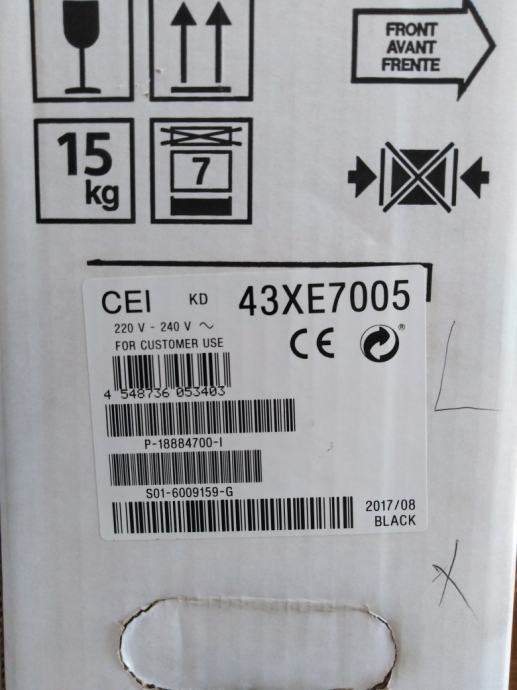 FRONT
AVANT
FRENTE
15
kg
7
CEI KD 43XE7005
220 V - 240 V ~
FOR CUSTOMER USE
CE
®
4 548736 053403
P-18884700-I
S01-6009159-G
2017/08
BLACK
L
X